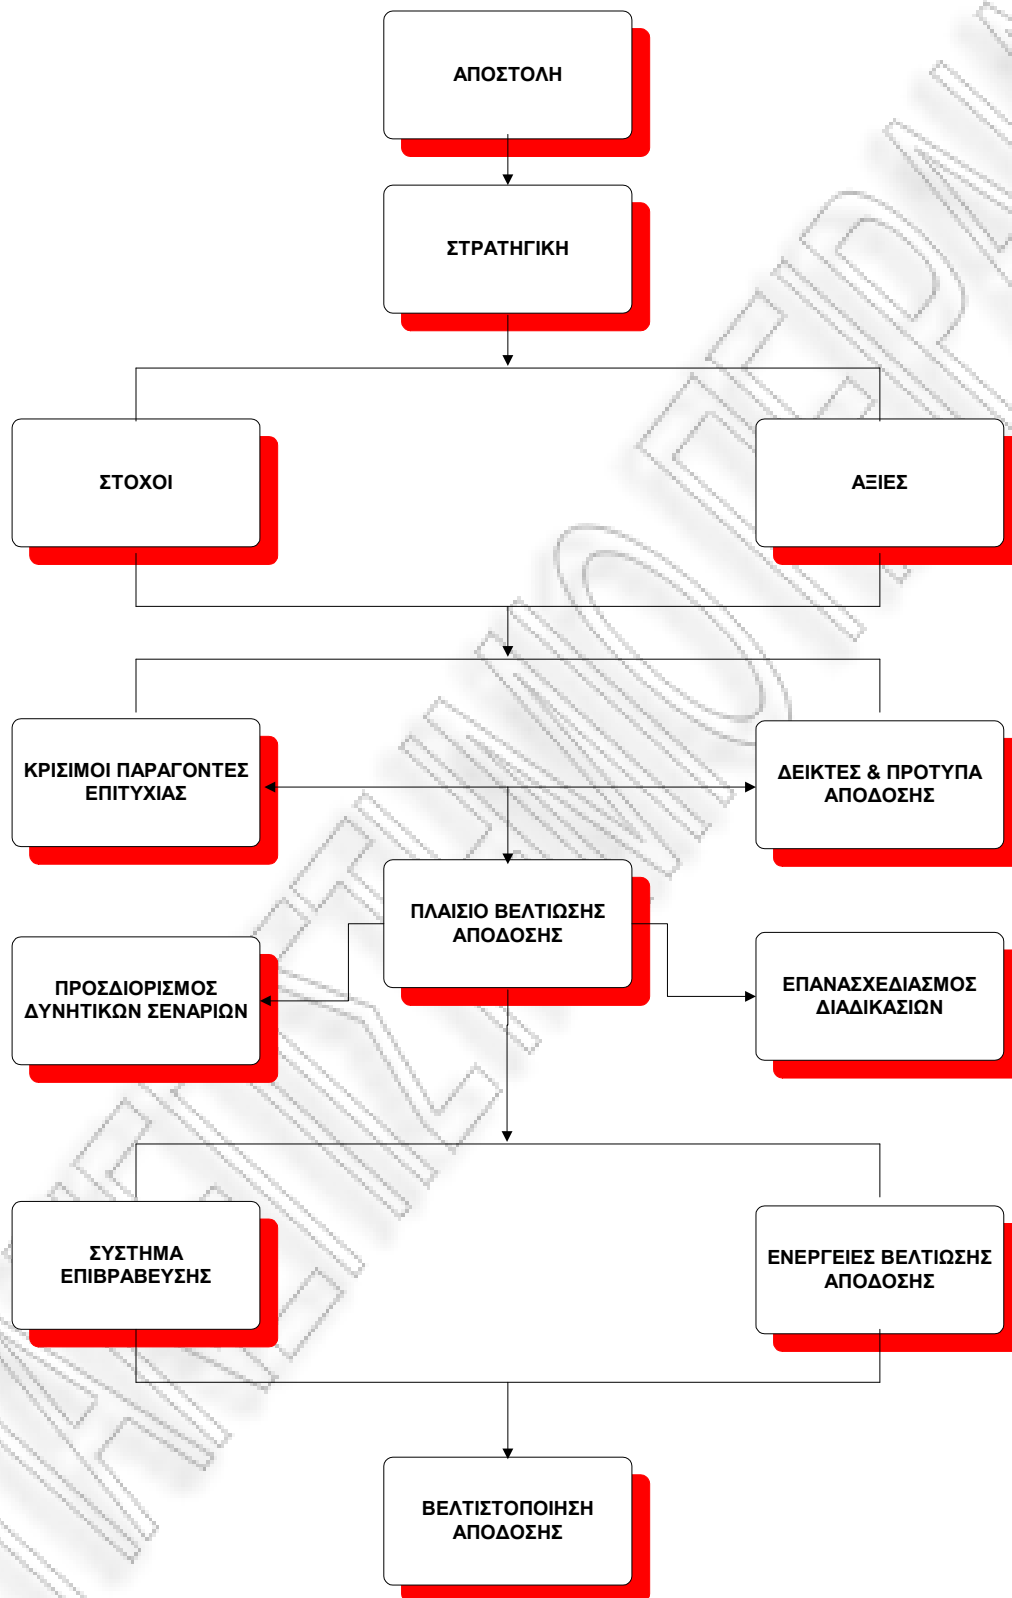 ΑΠΟΣΤΟΛΗ
ΣΤΡΑΤΗΓΙΚΗ
ΣΤΟΧΟΙ
ΑΞΙΕΣ
ΚΡΙΣΙΜΟΙ ΠΑΡΑΓΟΝΤΕΣ
ΕΠΙΤΥΧΙΑΣ
ΔΕΙΚΤΕΣ & ΠΡΟΤΥΠΑ
ΑΠΟΔΟΣΗΣ
ΠΛΑΙΣΙΟ ΒΕΛΤΙΩΣΗΣ
ΑΠΟΔΟΣΗΣ
ΠΡΟΣΔΙΟΡΙΣΜΟΣ
ΔΥΝΗΤΙΚΩΝ ΣΕΝΑΡΙΩΝ
ΕΠΑΝΑΣΧΕΔΙΑΣΜΟΣ
ΔΙΑΔΙΚΑΣΙΩΝ
ΣΥΣΤΗΜΑ
ΕΠΙΒΡΑΒΕΥΣΗΣ
ΕΝΕΡΓΕΙΕΣ ΒΕΛΤΙΩΣΗΣ
ΑΠΟΔΟΣΗΣ
ΒΕΛΤΙΣΤΟΠΟΙΗΣΗ
ΑΠΟΔΟΣΗΣ